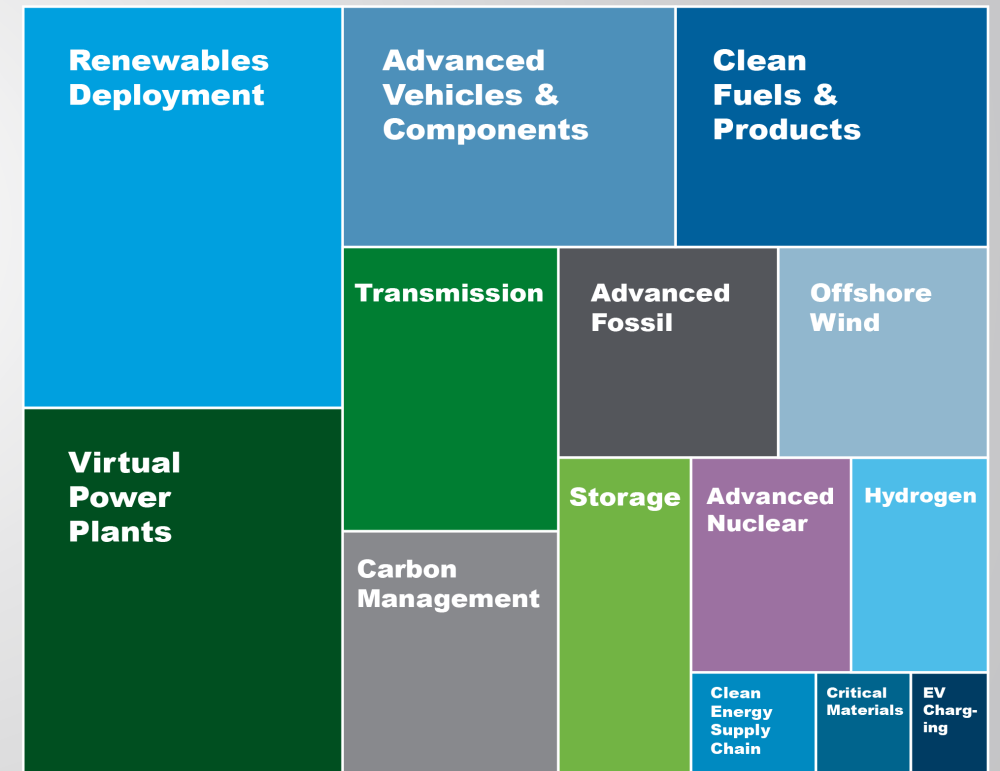 Renewables
Deployment
Advanced
Vehicles &
Components
Clean
Fuels &
Products
Transmission
Advanced
Fossil
Offshore
Wind
Virtual
Power
Plants
Storage
Advanced
Nuclear
Hydrogen
Carbon
Management
Clean
Energy
Supply
Chain
Critical
Materials
EV
Charg-
ing